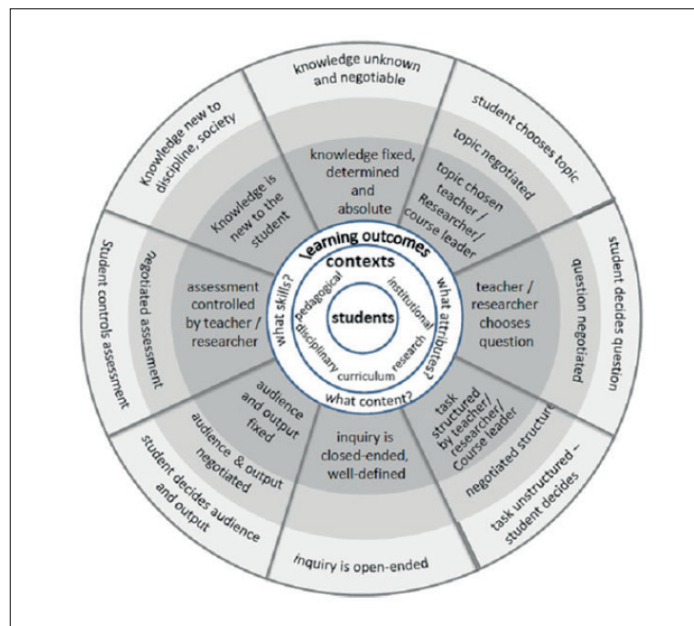 knowledge unknown
and negotiable
knowledge fixed,
determined
and
absolute
student chooses topic
topic negotiated
topic chosen
teacher /
Researcher/
course leader
student decides question
question negotiated
teacher /
researcher
chooses
question
task unstructured –
student decides
negotiated structure
task
structured
by teacher/
researcher/
Course leader
inquiry is open-ended
inquiry is
closed-ended,
well-defined
student decides audience
and output
audience & output
negotiated
audience
and output
fixed
Student controls assessment
negotiated assessment
assessment
controlled
by teacher /
researcher
Knowledge new to
discipline, society
Knowledge is
new to the
student
learning outcomes
what skills?
what attributes?
what content?
contexts
pedagogical
institutional
disciplinary
research
curriculum
students